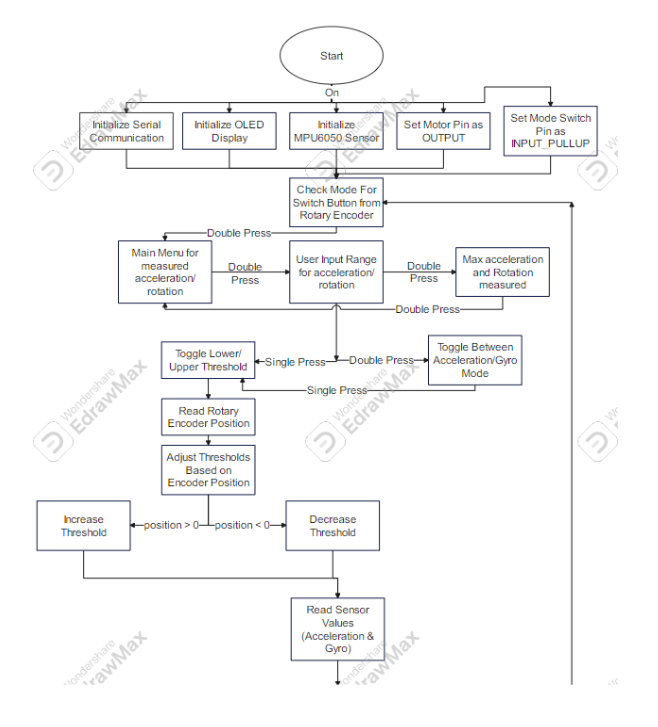 Start
On
Initialize Serial
Communication
Initialize OLED
Display
Initialize
MPU6050 Sensor
Set Motor Pin as
OUTPUT
Set Mode Switch
Pin as
INPUT_PULLUP
Check Mode For
Switch Button from
Rotary Encoder
Double Press
Main Menu for
measured
acceleration/
rotation
Double
Press
User Input Range
for acceleration/
rotation
Double
Press
Max acceleration
and Rotation
measured
Double Press
Toggle Lower/
Upper Threshold
Single Press
Double Press
Toggle Between
Acceleration/Gyro
Mode
Single Press
Read Rotary
Encoder Position
Adjust Thresholds
Based on
Encoder Position
Increase
Threshold
position > 0
position < 0
Decrease
Threshold
Read Sensor
Values
(Acceleration &
Gyro)
Wondershare
EdrawMax
Wondershare
EdrawMax
Wondershare
EdrawMax
Wondershare
EdrawMax